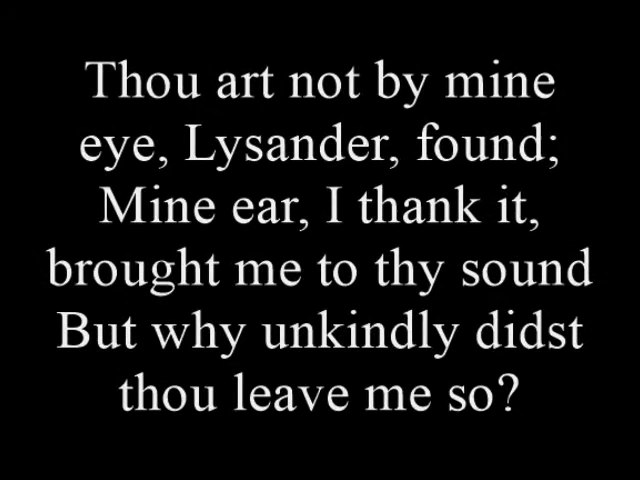 Thou art not by mine
eye, Lysander, found;
Mine ear, I thank it,
brought me to thy sound
But why unkindly didst
thou leave me so?